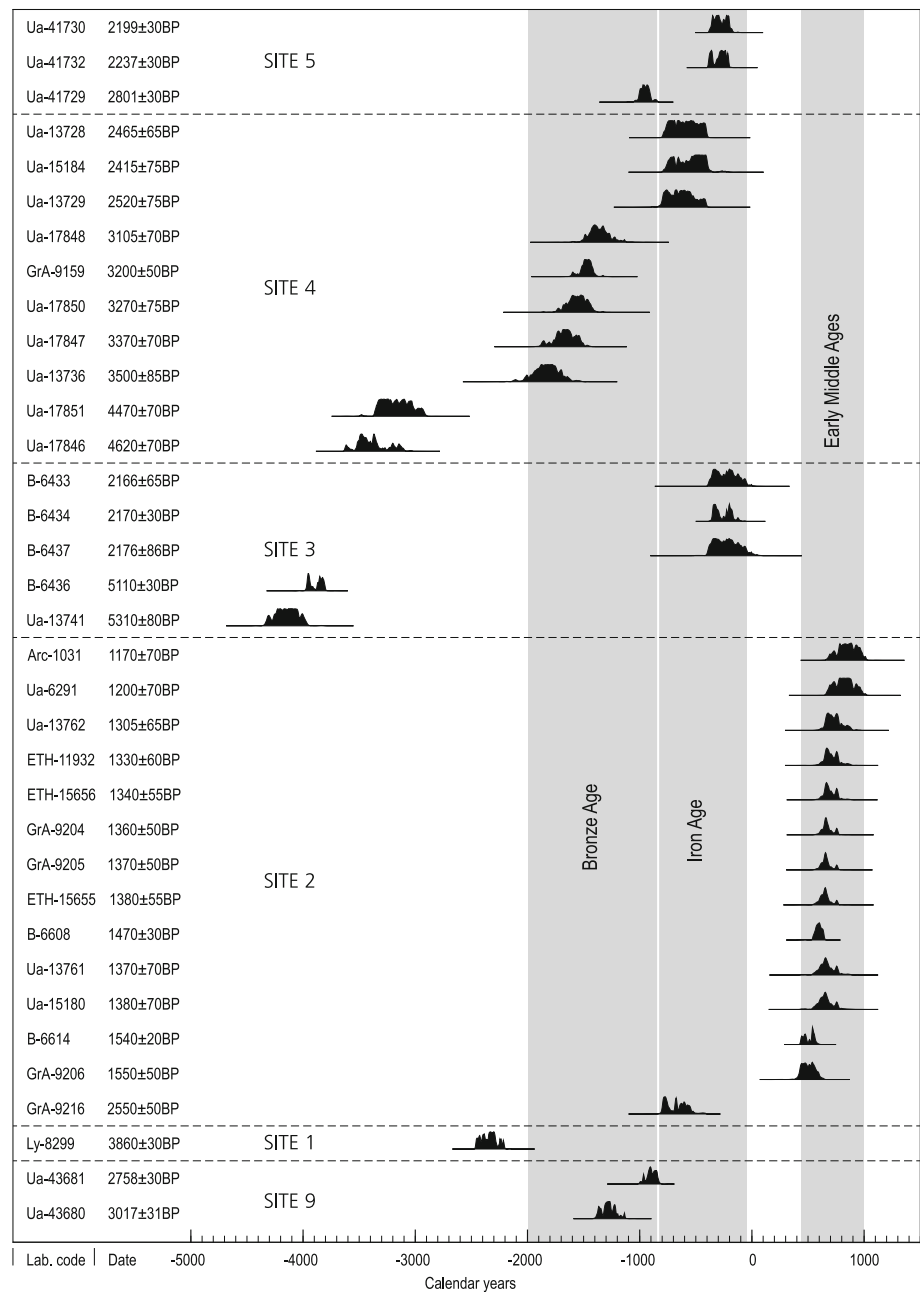 Ua-41730 2199±30BP
Ua-41732 2237±30BP SITE 5
Ua-41729 2801±30BP
Ua-13728 2465±65BP
Ua-15184 2415±75BP
Ua-13729 2520±75BP
Ua-17848 3105±70BP
GrA-9159 3200±50BP
SITE 4
Ua-17850 3270±75BP
Ua-17847 3370±70BP
Ua-13736 3500±85BP
Ua-17851 4470±70BP
Ua-17846 4620±70BP
Early Middle Ages
B-6433 2166±65BP
B-6434 2170±30BP
B-6437 2176±86BP SITE 3
B-6436 5110±30BP
Ua-13741 5310±80BP
Arc-1031 1170±70BP
Ua-6291 1200±70BP
Ua-13762 1305±65BP
ETH-11932 1330±60BP
ETH-15656 1340±55BP
GrA-9204 1360±50BP
Bronze Age
Iron Age
GrA-9205 1370±50BP
SITE 2
ETH-15655 1380±55BP
B-6608 1470±30BP
Ua-13761 1370±70BP
Ua-15180 1380±70BP
B-6614 1540±20BP
GrA-9206 1550±50BP
GrA-9216 2550±50BP
Ly-8299 3860±30BP SITE 1
Ua-43681 2758±30BP
SITE 9
Ua-43680 3017±31BP
Lab. code Date -5000 -4000 -3000 -2000 -1000 0 1000
Calendar years